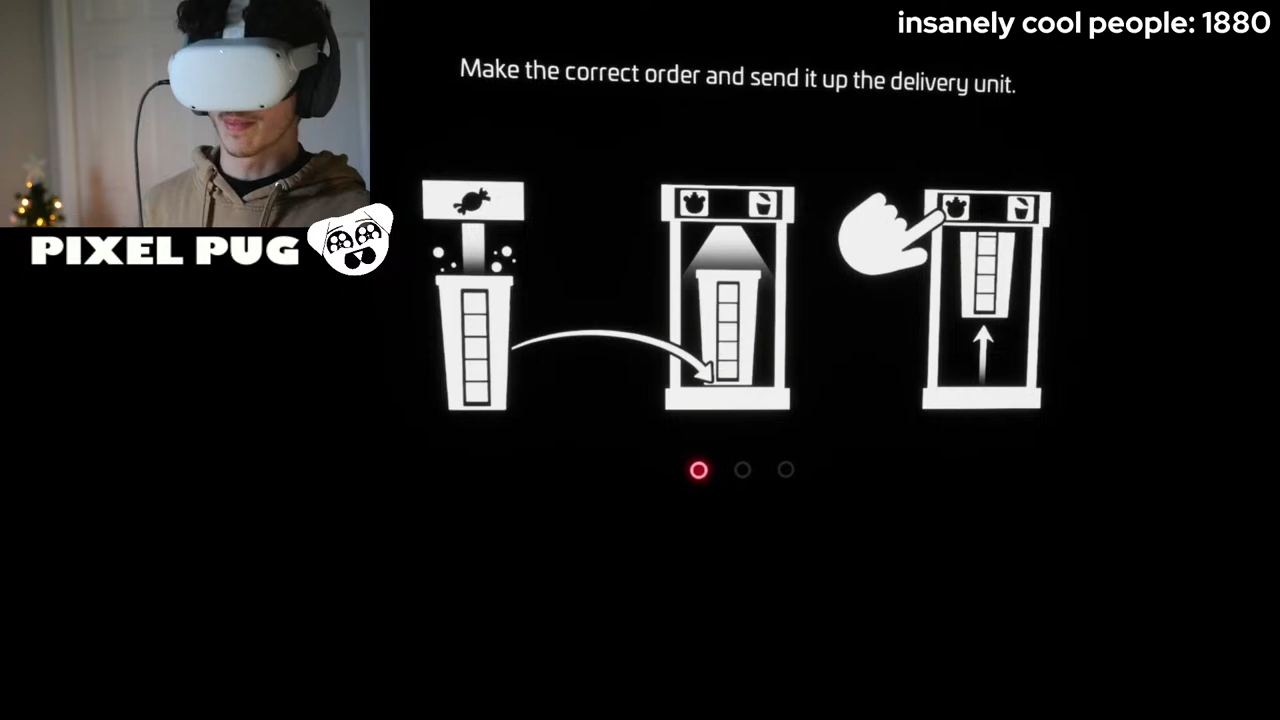 insanely cool people: 1880
Make the correct order and send it up the delivery unit.
PIXEL PUG